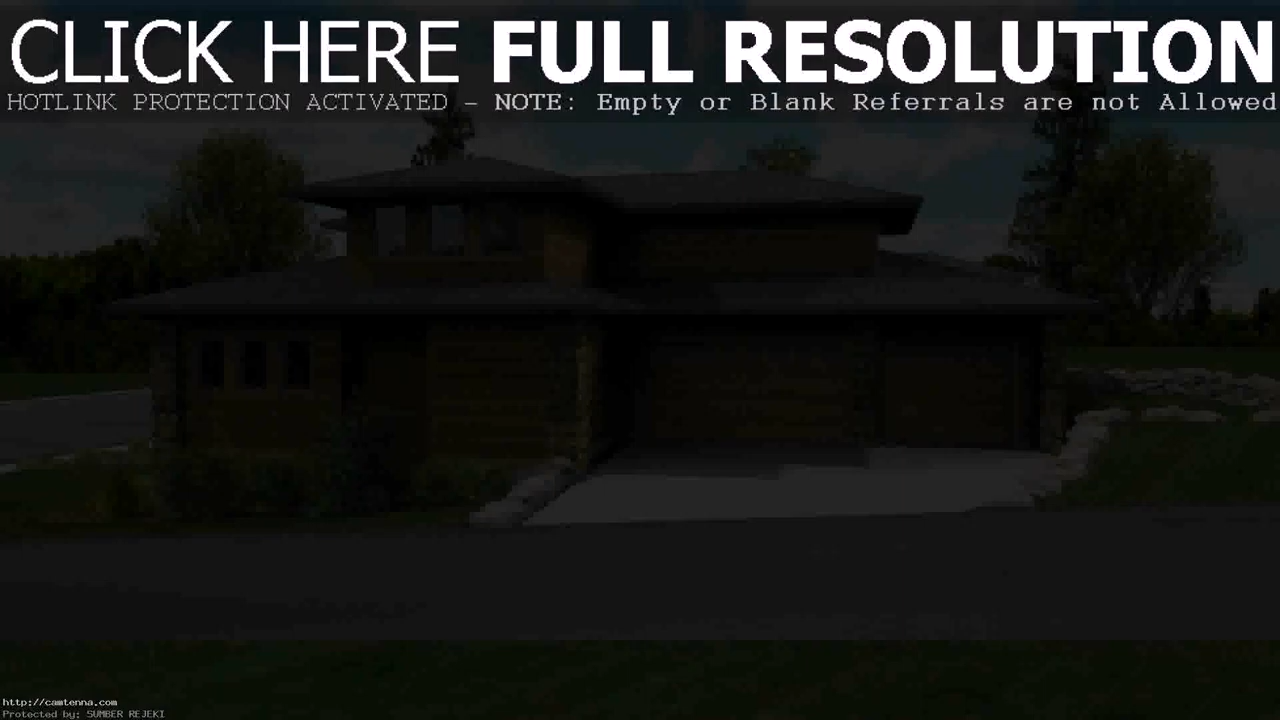 CLICK HERE FULL RESOLUTION
HOTLINK PROTECTION ACTIVATED – NOTE: Empty or Blank Referrals are not Allowed
http://camtenna.com
Protected by: SUMBER REJEKI